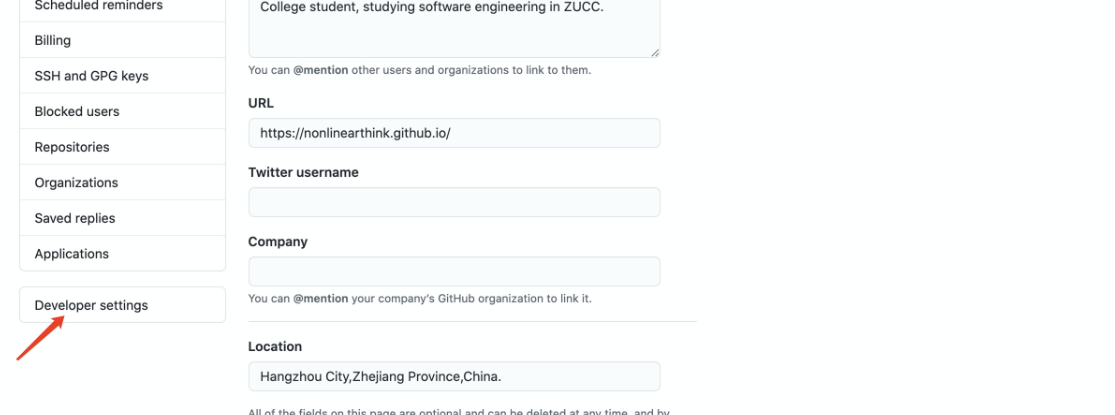 Scheduled reminders
Billing
SSH and GPG keys
Blocked users
Repositories
Organizations
Saved replies
Applications
Developer settings
College student, studying software engineering in ZUCC.
You can @mention other users and organizations to link to them.
URL
https://nonlinearthink.github.io/
Twitter username
Company
You can @mention your company's GitHub organization to link it.
Location
Hangzhou City,Zhejiang Province,China.
All of the fields on this page are optional and can be deleted at any time, and by